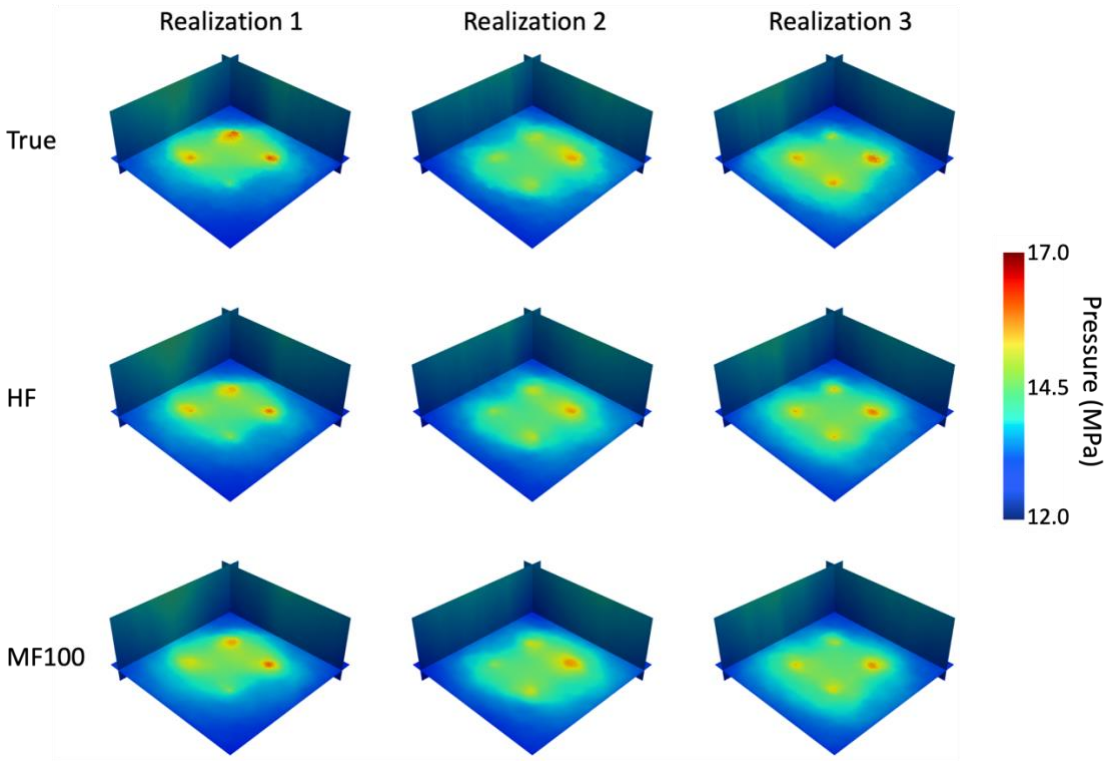 Realization 1
Realization 2
Realization 3
True
HF
MF100
17.0
14.5
12.0
Pressure (MPa)